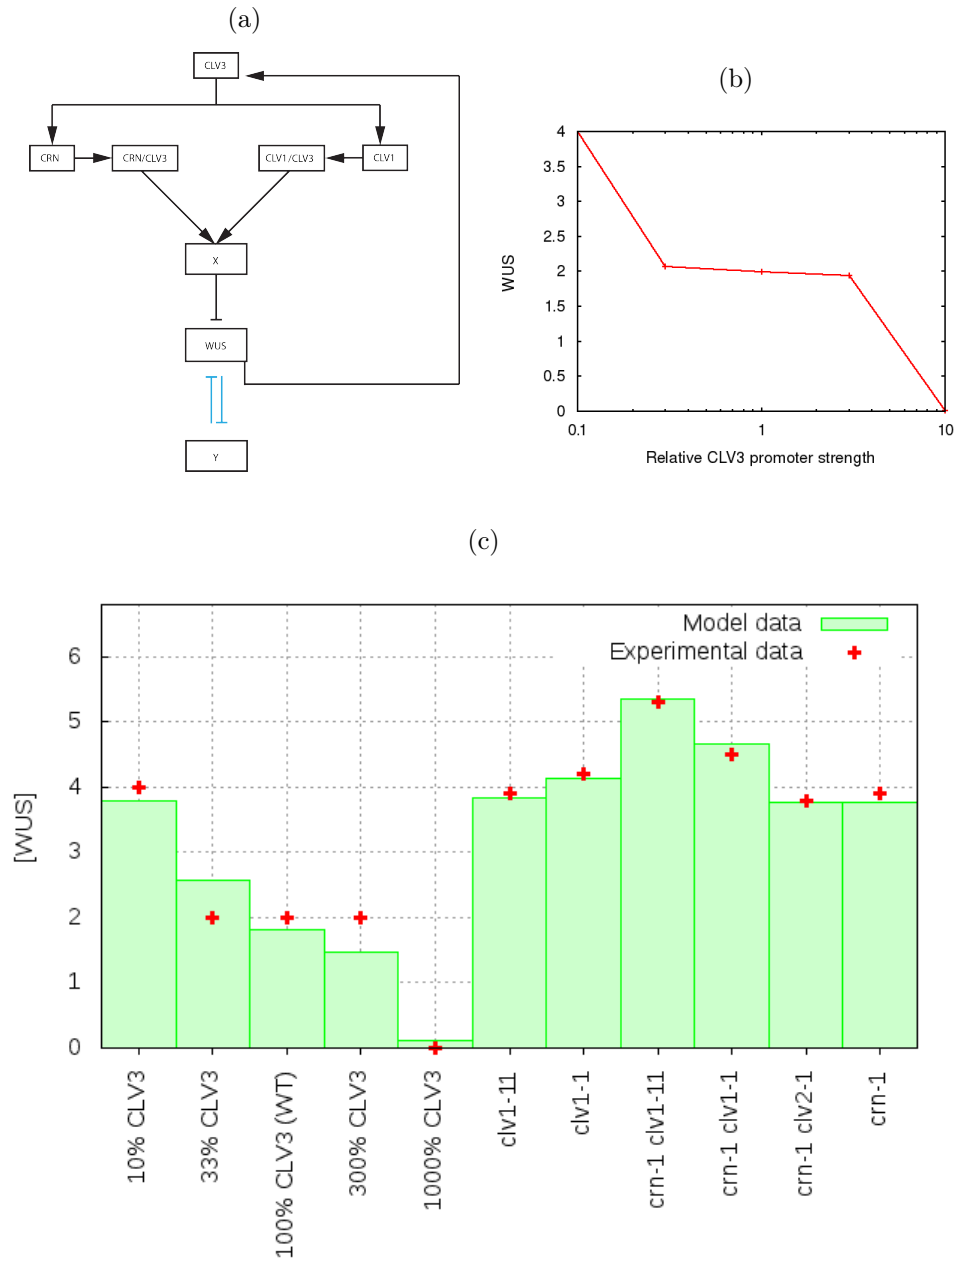 (a)
CLV3
CRN
CRN/CLV3
CLV1/CLV3
CLV1
X
WUS
Y
(b)
4
3.5
3
2.5
2
1.5
1
0.5
0
WUS
0.1
1
10
Relative CLV3 promoter strength
(c)
Model data
Experimental data
6
5
4
3
2
1
0
[WUS]
10% CLV3
33% CLV3
100% CLV3 (WT)
300% CLV3
1000% CLV3
clv1-11
clv1-1
crn-1 clv1-11
crn-1 clv1-1
crn-1 clv2-1
crn-1